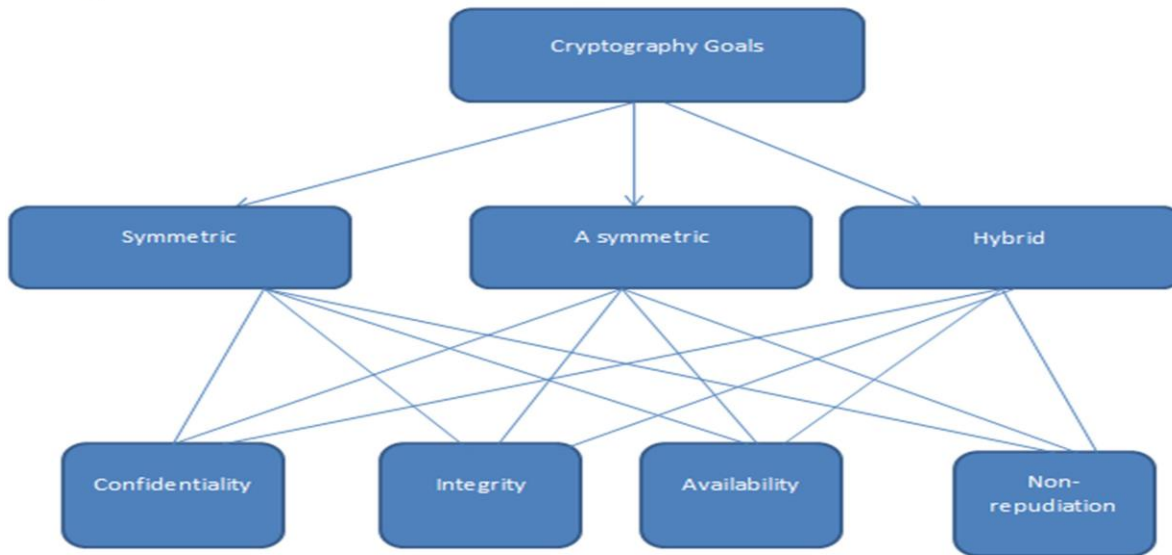 Cryptography Goals
Symmetric
A symmetric
Hybrid
Confidentiality
Integrity
Availability
Non-
repudiation